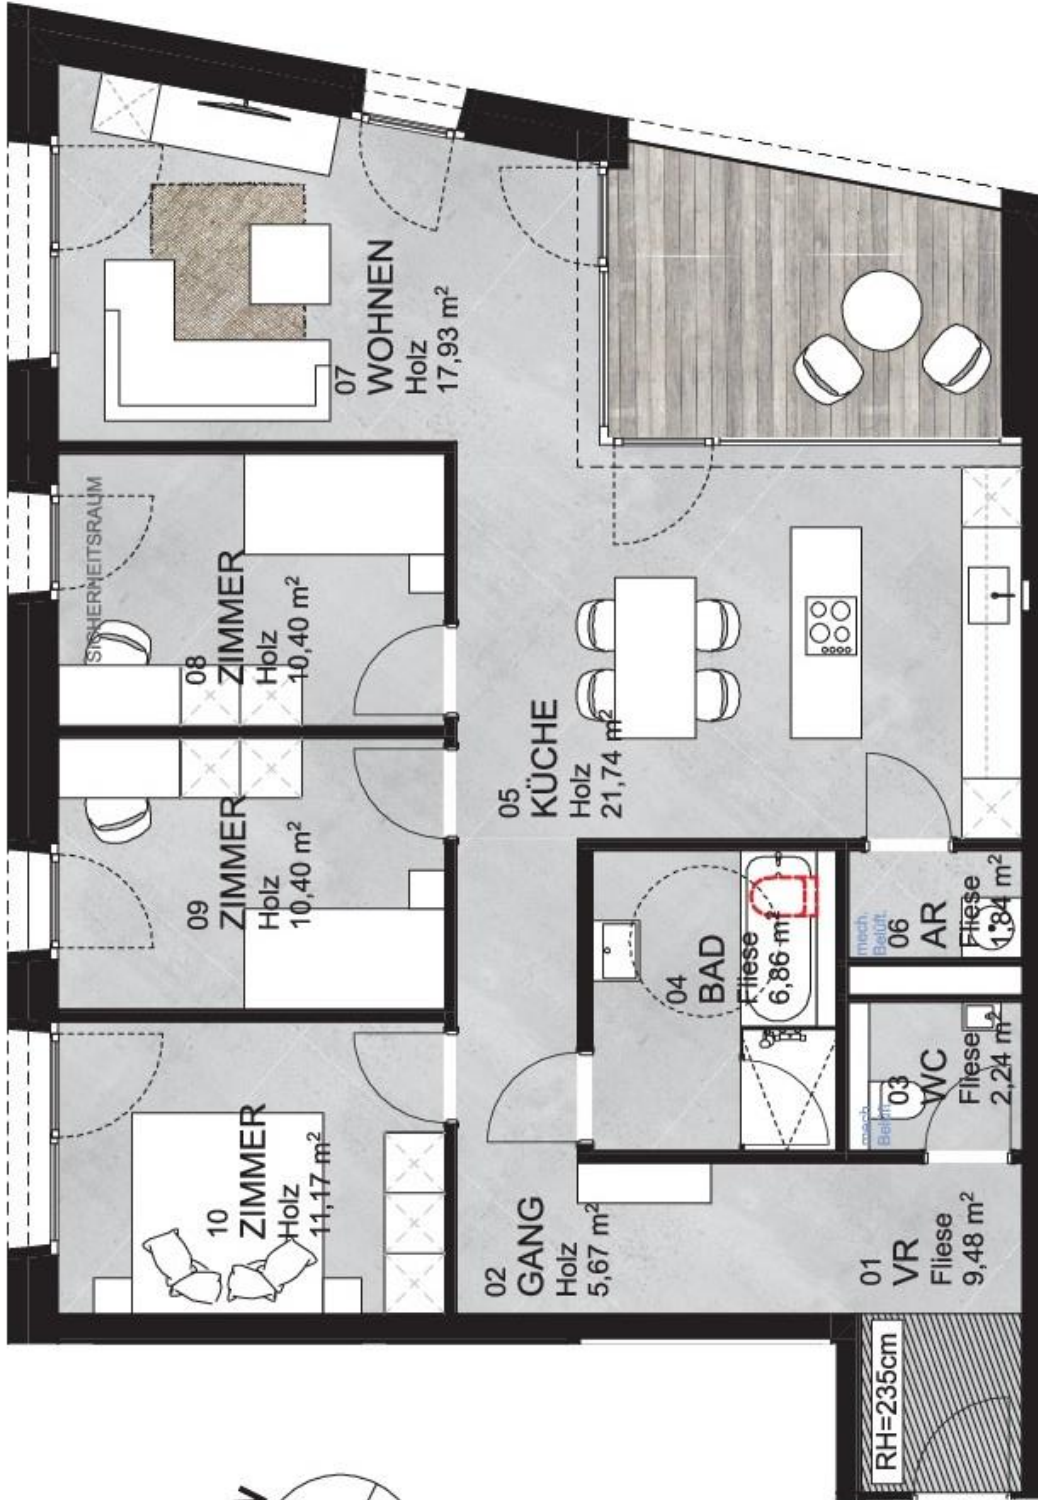 07
WOHNEN
Holz
17,93 m²
SICHERHEITSRAUM
08
ZIMMER
Holz
10,40 m²
05
KÜCHE
Holz
21,74 m²
09
ZIMMER
Holz
10,40 m²
04
BAD
Fliese
6,86 m²
mech.
Belüft.
06
AR
Fliese
1,84 m²
mech.
Belüft.
03
WC
Fliese
2,24 m²
10
ZIMMER
Holz
11,17 m²
02
GANG
Holz
5,67 m²
01
VR
Fliese
9,48 m²
RH=235cm